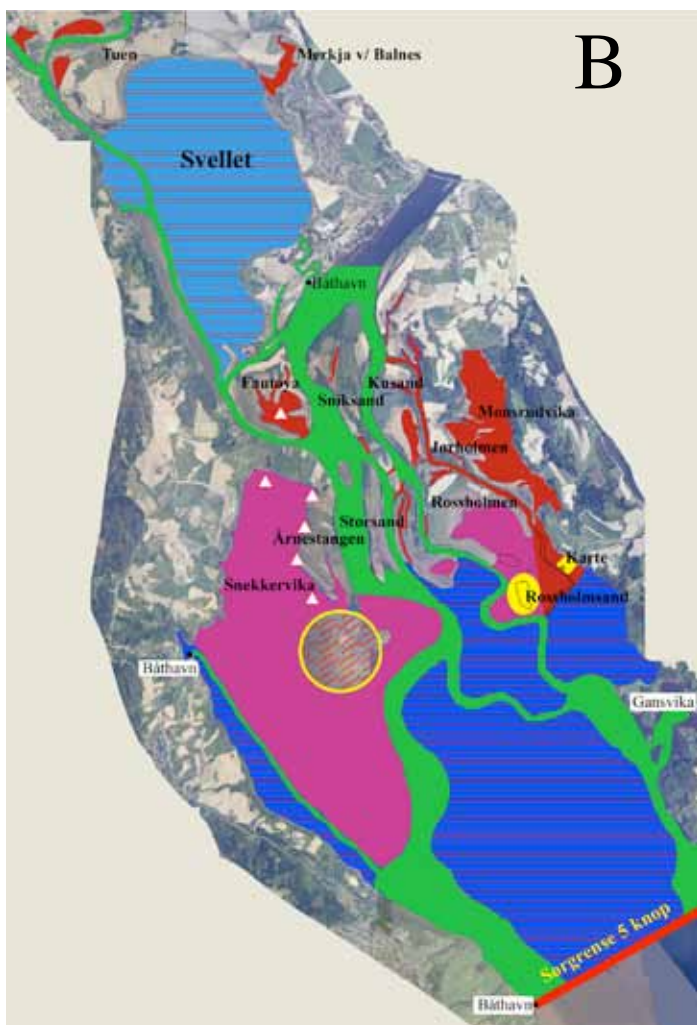 B
Tuen
Merkja v/ Balnes
Svellet
Båthavn
Fautøya
Sniksand
Kusand
Monsrudvika
Jørholmen
Rossholmen
Storsand
Årnestangen
Snekkervika
Karte
Rossholmsand
Båthavn
Gansvika
Sørgrense 5 knop
Båthavn